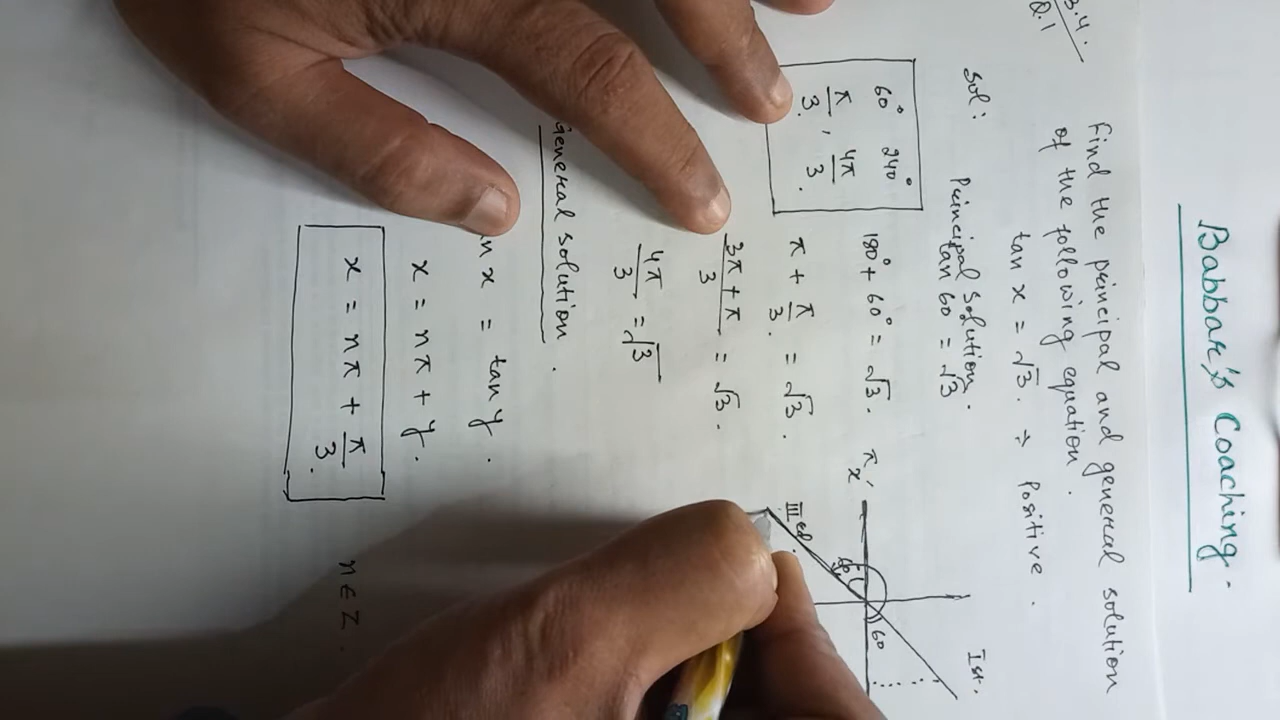 Babbar's Coaching.
3.4.
Q.1
Find the principal and general solution
of the following equation.
tan x = √3. → Positive.
Sol: Principal Solution.
tan 60 = √3
60° 240°
π/3, 4π/3.
180° + 60° = √3.
π + π/3. = √3.
3π + π/3 = √3.
4π/3 = √3
π x'
IIIrd.
60
60
Ist.
General Solution.
n x = tan y.
x = nπ + y.
x = nπ + π/3. n ∈ Z.